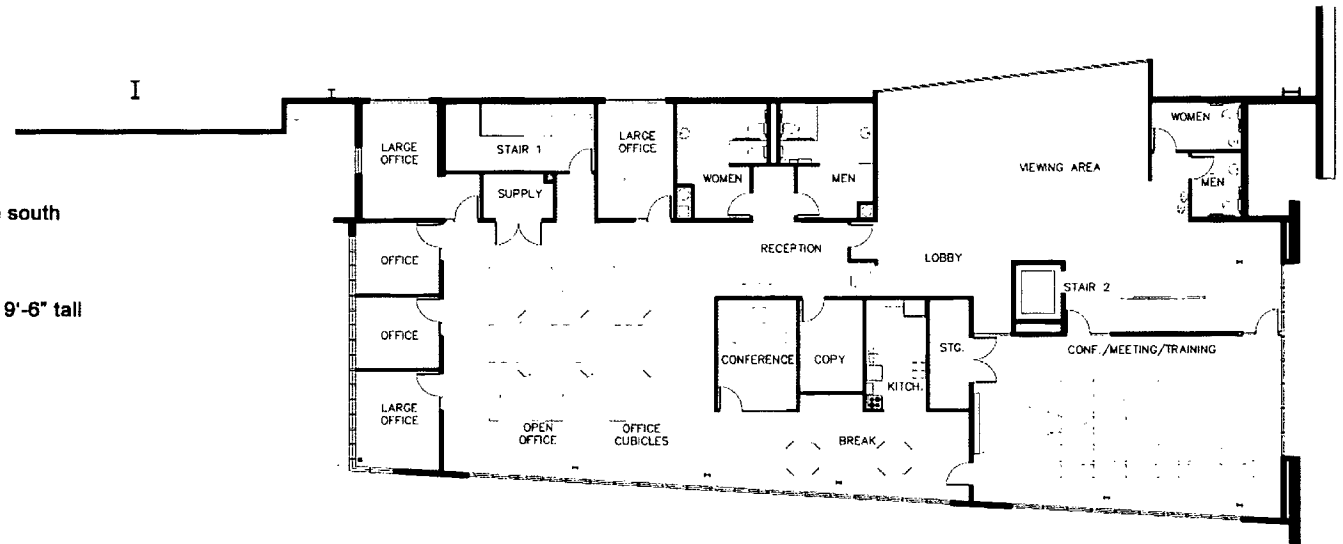 WOMEN
LARGE
OFFICE
STAIR 1
LARGE
OFFICE
VIEWING AREA
WOMEN
MEN
MEN
SUPPLY
south
RECEPTION
OFFICE
LOBBY
STAIR 2
9'-6" tall
OFFICE
CONFERENCE
COPY
STG.
CONF./MEETING/TRAINING
KITCH.
LARGE
OFFICE
OPEN
OFFICE
OFFICE
CUBICLES
BREAK